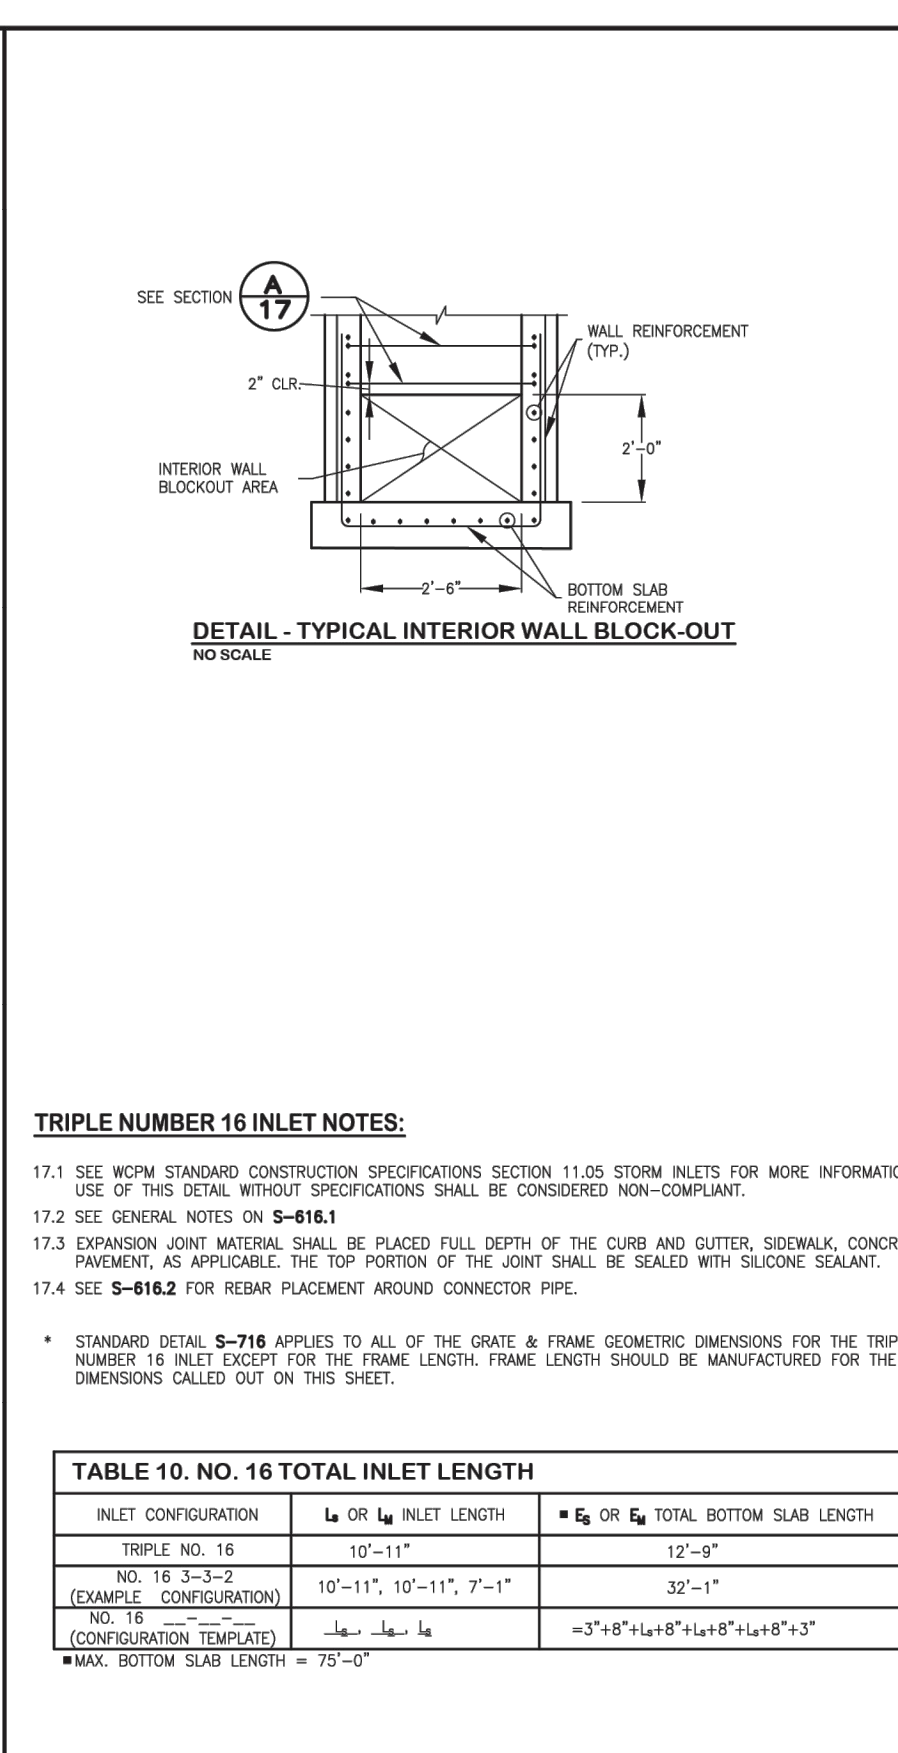 SEE SECTION
A
17
WALL REINFORCEMENT
(TYP.)
2" CLR.
2'-0"
INTERIOR WALL
BLOCKOUT AREA
2'-6"
BOTTOM SLAB
REINFORCEMENT
DETAIL - TYPICAL INTERIOR WALL BLOCK-OUT
NO SCALE
TRIPLE NUMBER 16 INLET NOTES:
17.1 SEE WCPM STANDARD CONSTRUCTION SPECIFICATIONS SECTION 11.05 STORM INLETS FOR MORE INFORMATIO
USE OF THIS DETAIL WITHOUT SPECIFICATIONS SHALL BE CONSIDERED NON-COMPLIANT.
17.2 SEE GENERAL NOTES ON S-616.1
17.3 EXPANSION JOINT MATERIAL SHALL BE PLACED FULL DEPTH OF THE CURB AND GUTTER, SIDEWALK, CONCR
PAVEMENT, AS APPLICABLE. THE TOP PORTION OF THE JOINT SHALL BE SEALED WITH SILICONE SEALANT.
17.4 SEE S-616.2 FOR REBAR PLACEMENT AROUND CONNECTOR PIPE.
* STANDARD DETAIL S-716 APPLIES TO ALL OF THE GRATE & FRAME GEOMETRIC DIMENSIONS FOR THE TRIP
NUMBER 16 INLET EXCEPT FOR THE FRAME LENGTH. FRAME LENGTH SHOULD BE MANUFACTURED FOR THE
DIMENSIONS CALLED OUT ON THIS SHEET.
TABLE 10. NO. 16 TOTAL INLET LENGTH
INLET CONFIGURATION Ls OR LM INLET LENGTH ■ ES OR EM TOTAL BOTTOM SLAB LENGTH
TRIPLE NO. 16 10'-11" 12'-9"
NO. 16 3-3-2
(EXAMPLE CONFIGURATION) 10'-11", 10'-11", 7'-1" 32'-1"
NO. 16 __-__-__
(CONFIGURATION TEMPLATE) Ls, Ls, Ls =3"+8"+Ls+8"+Ls+8"+Ls+8"+3"
■ MAX. BOTTOM SLAB LENGTH = 75'-0"